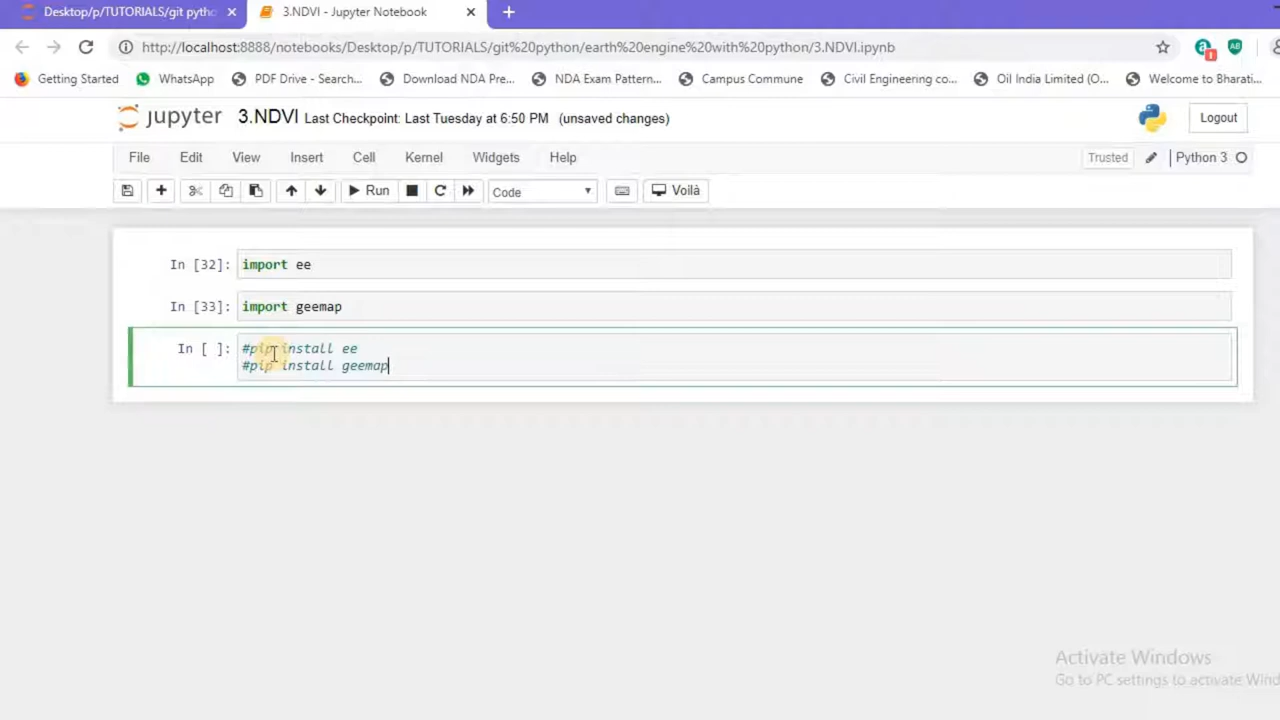 Desktop/p/TUTORIALS/git pytho
3.NDVI - Jupyter Notebook
http://localhost:8888/notebooks/Desktop/p/TUTORIALS/git%20python/earth%20engine%20with%20python/3.NDVI.ipynb
Getting Started WhatsApp PDF Drive - Search... Download NDA Pre... NDA Exam Pattern... Campus Commune Civil Engineering co... Oil India Limited (O... Welcome to Bharati...
jupyter 3.NDVI Last Checkpoint: Last Tuesday at 6:50 PM (unsaved changes)
Logout
File Edit View Insert Cell Kernel Widgets Help
Trusted Python 3
Run Code Voilà
In [32]: import ee
In [33]: import geemap
In [ ]: #pip install ee
#pip install geemap
Activate Windows
Go to PC settings to activate Wind